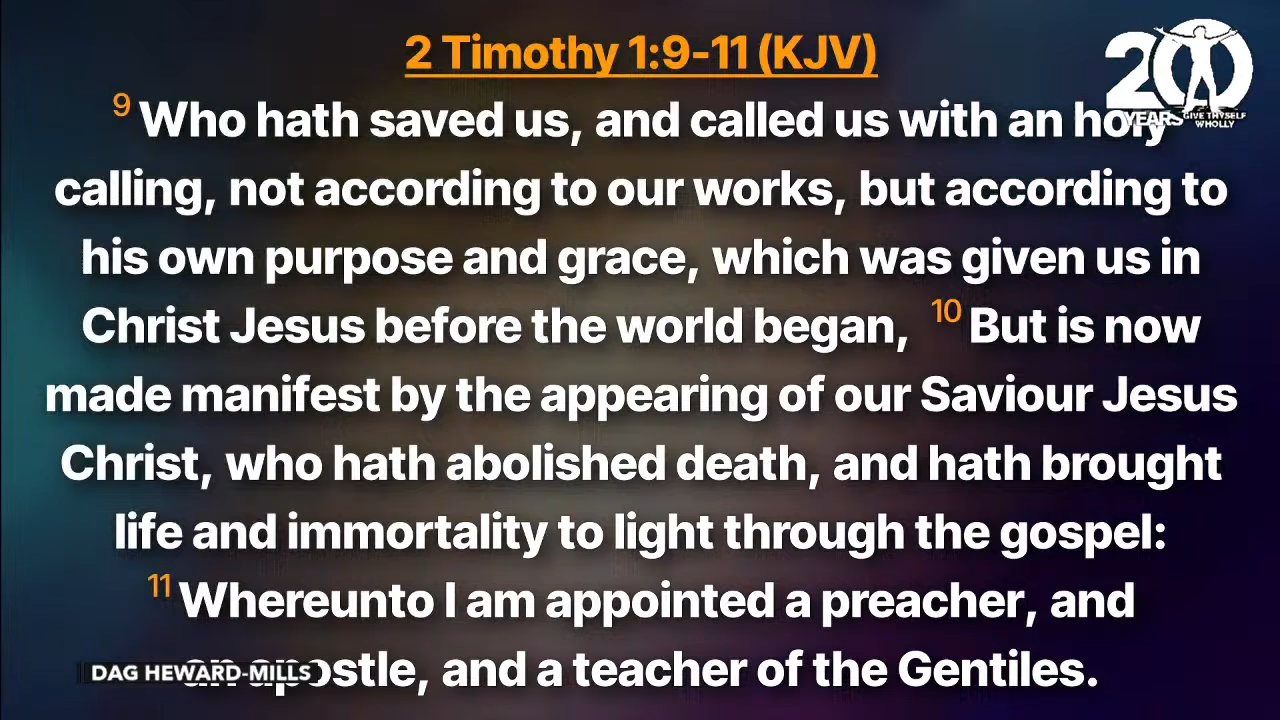 2 Timothy 1:9-11 (KJV)
9 Who hath saved us, and called us with an holy
calling, not according to our works, but according to
his own purpose and grace, which was given us in
Christ Jesus before the world began, 10 But is now
made manifest by the appearing of our Saviour Jesus
Christ, who hath abolished death, and hath brought
life and immortality to light through the gospel:
11 Whereunto I am appointed a preacher, and
an apostle, and a teacher of the Gentiles.
200
YEARS GIVE THYSELF
WHOLLY
DAG HEWARD-MILLS